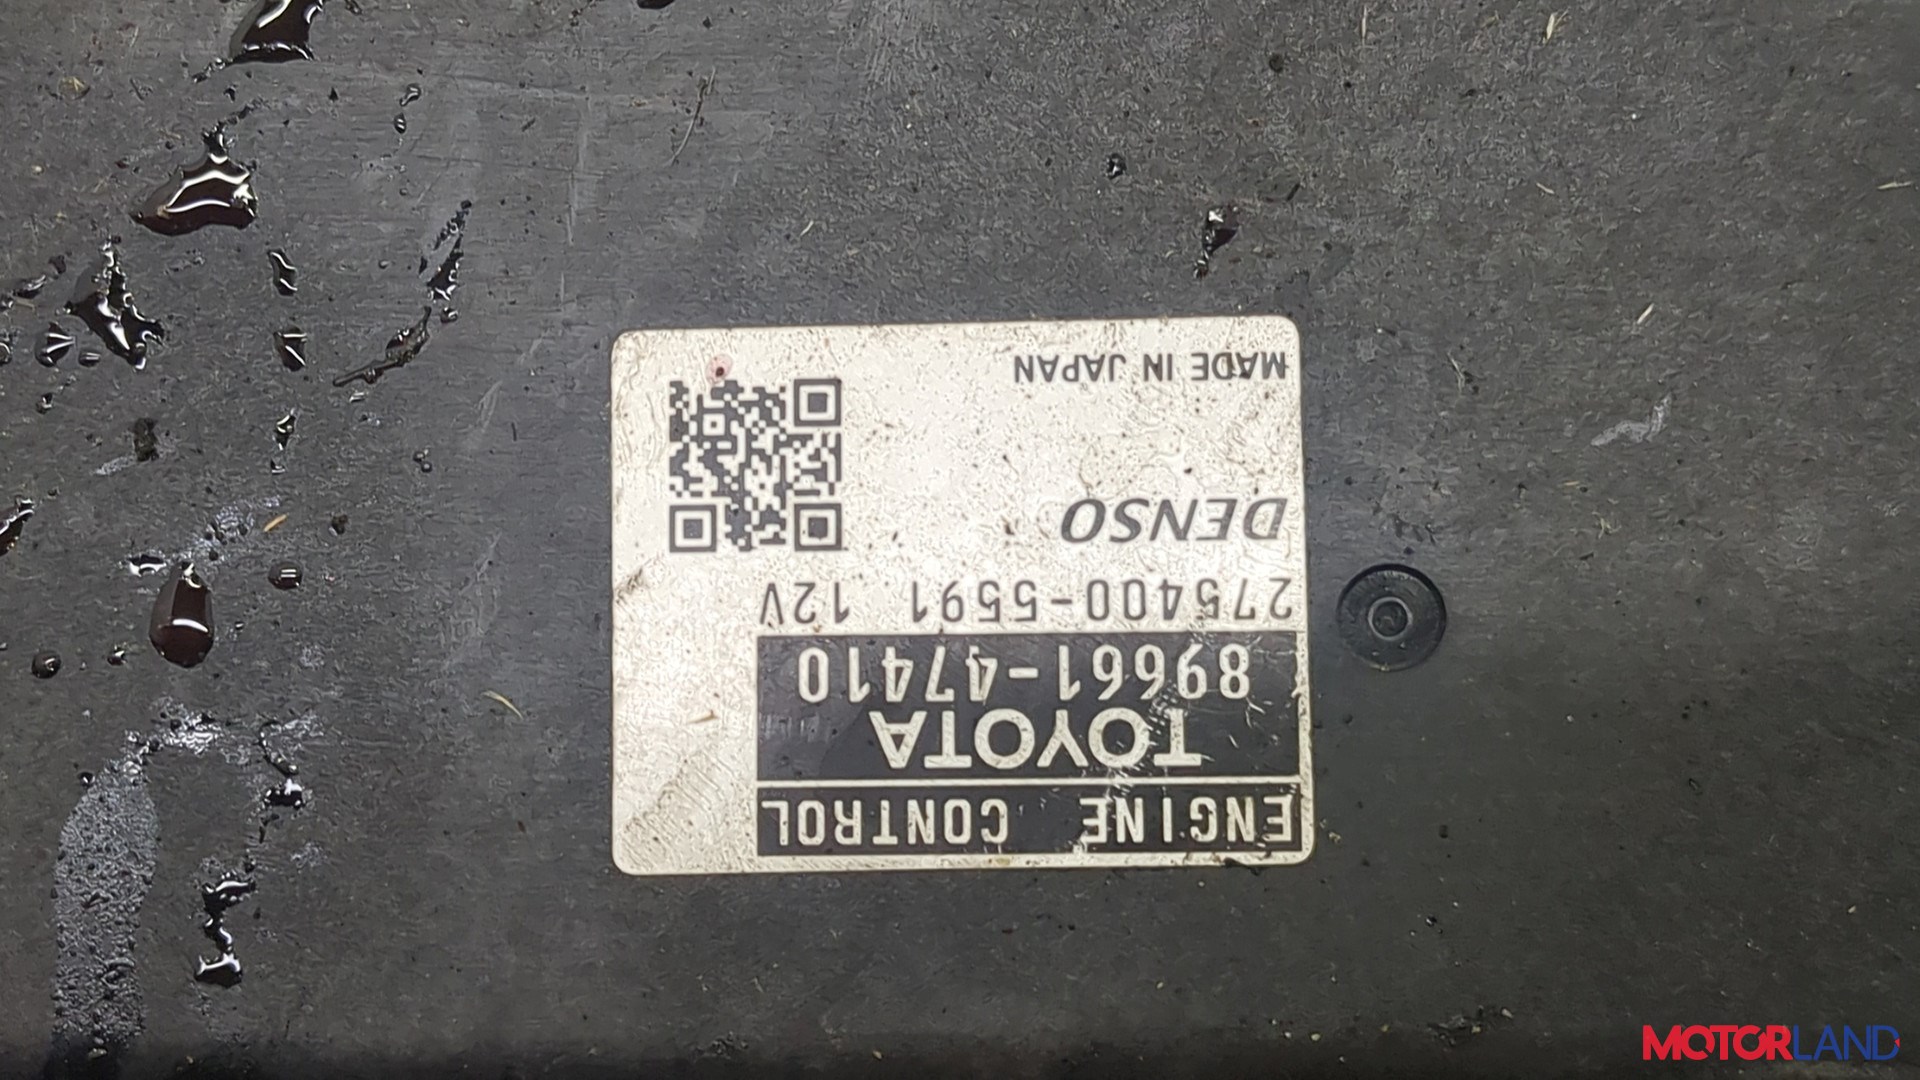 ENGINE CONTROL
TOYOTA
89661-47410
275400-5591 12V
DENSO
MADE IN JAPAN
MOTORLAND